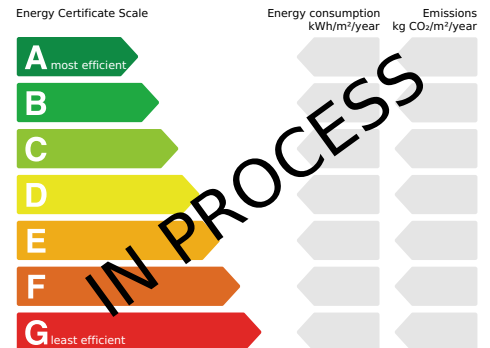 Energy Certificate Scale
Energy consumption
kWh/m²/year
Emissions
kg CO₂/m²/year
A most efficient
B
C
D
E
F
G least efficient
IN PROCESS